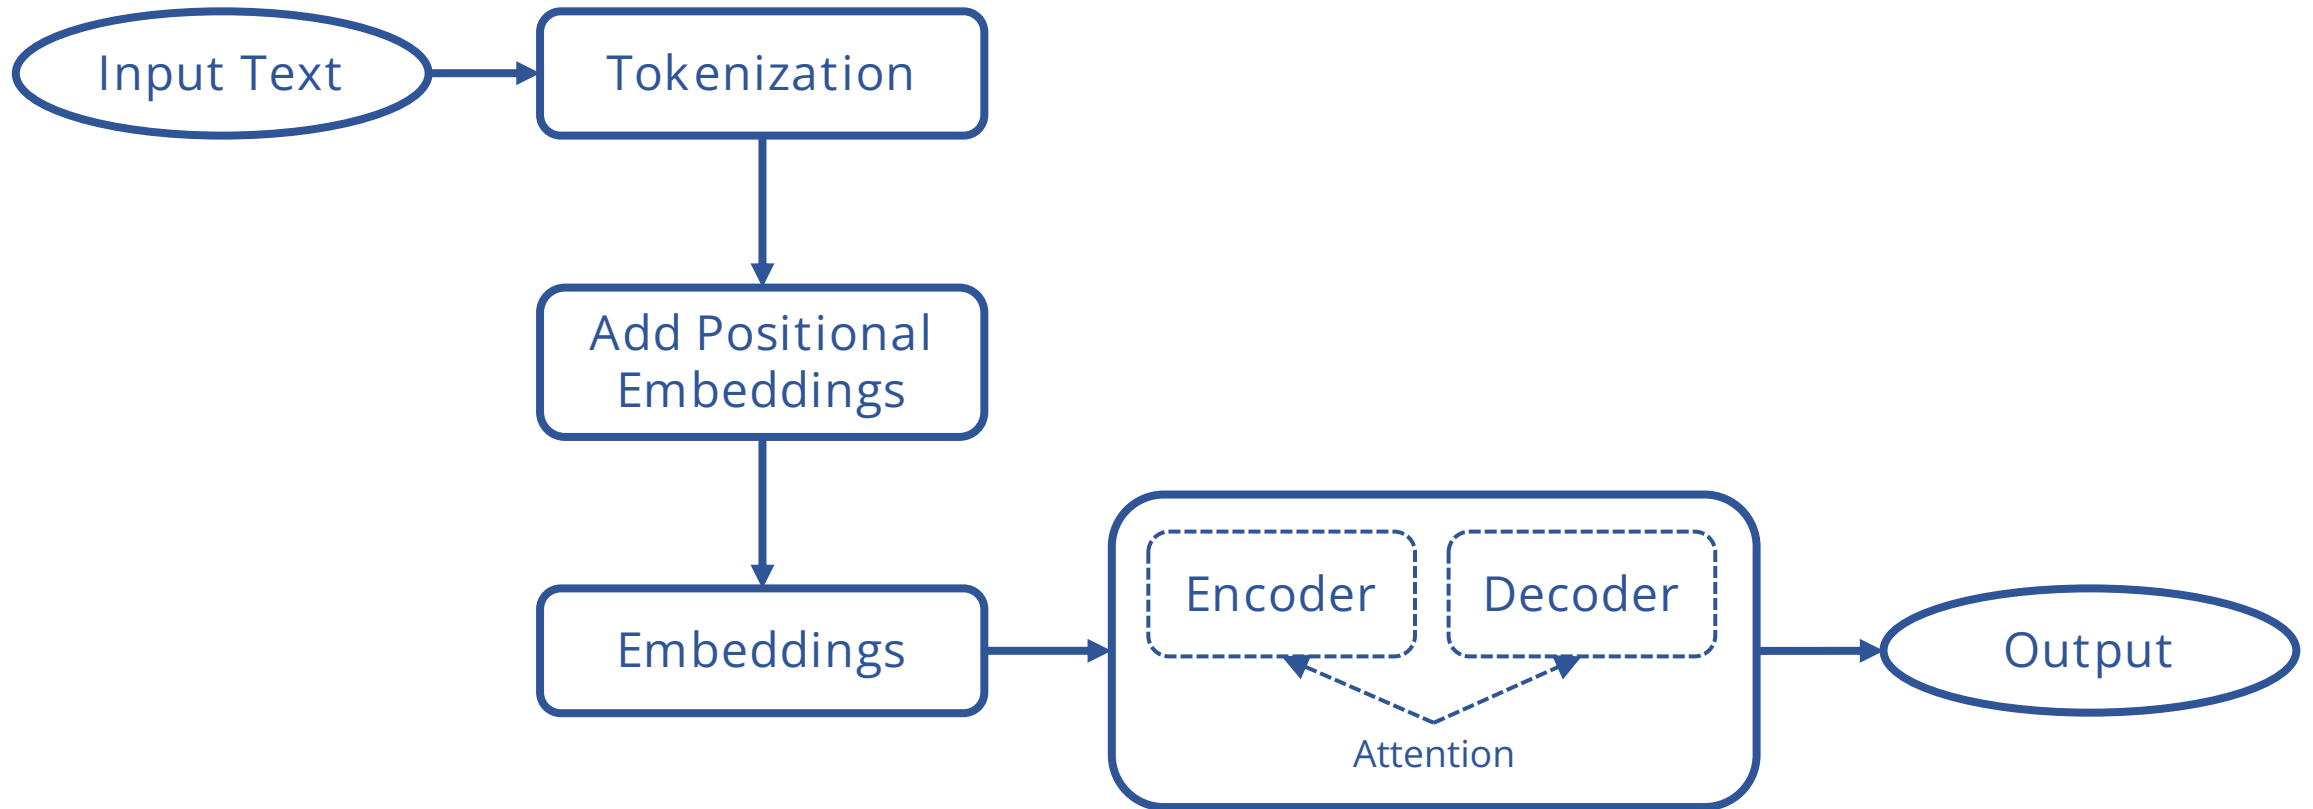 Input Text
Tokenization
Add Positional
Embeddings
Embeddings
Encoder
Decoder
Attention
Output